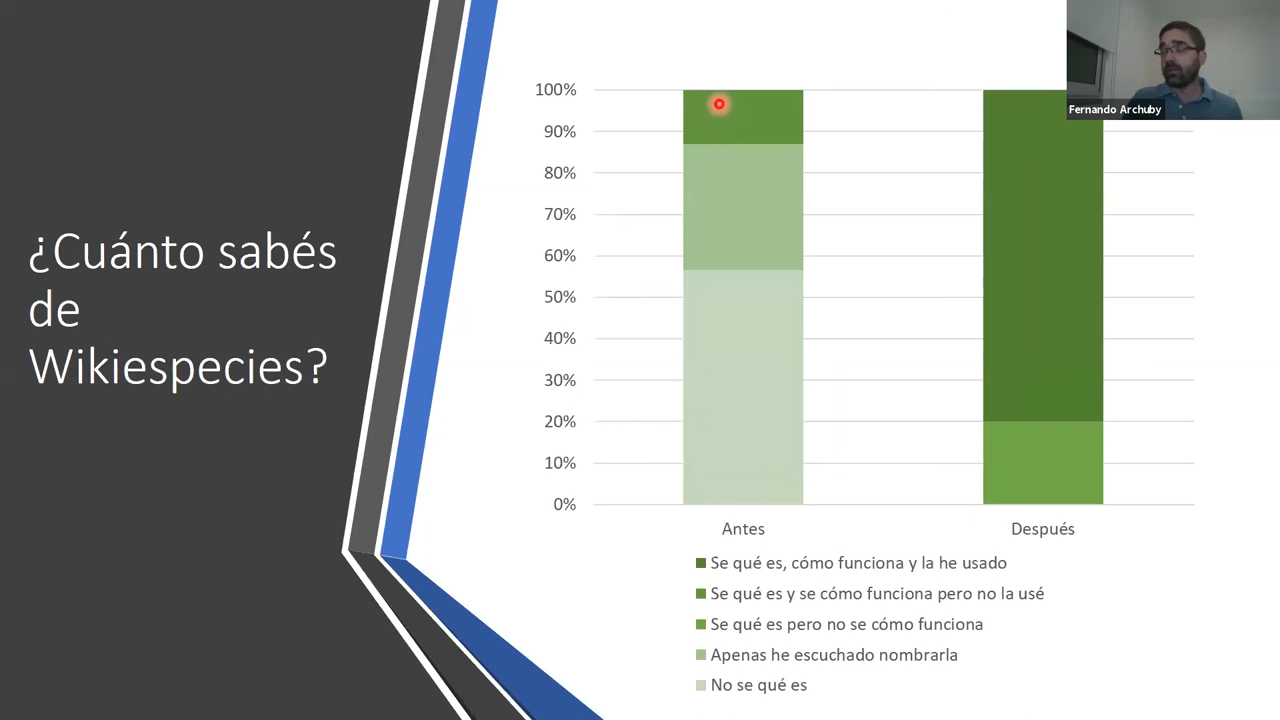 ¿Cuánto sabés
de
Wikiespecies?
100%
90%
80%
70%
60%
50%
40%
30%
20%
10%
0%
Antes
Después
Se qué es, cómo funciona y la he usado
Se qué es y se cómo funciona pero no la usé
Se qué es pero no se cómo funciona
Apenas he escuchado nombrarla
No se qué es
Fernando Archuby